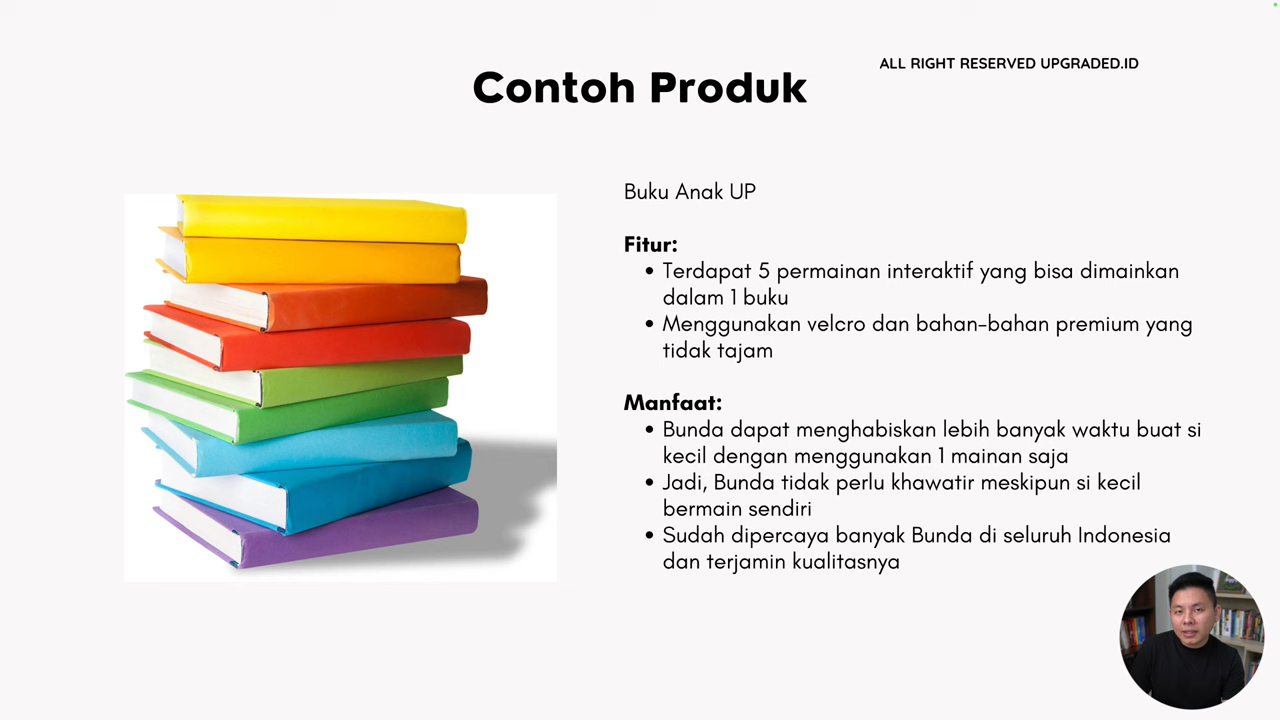 ALL RIGHT RESERVED UPGRADED.ID
Contoh Produk
Buku Anak UP
Fitur:
• Terdapat 5 permainan interaktif yang bisa dimainkan
dalam 1 buku
• Menggunakan velcro dan bahan-bahan premium yang
tidak tajam
Manfaat:
• Bunda dapat menghabiskan lebih banyak waktu buat si
kecil dengan menggunakan 1 mainan saja
• Jadi, Bunda tidak perlu khawatir meskipun si kecil
bermain sendiri
• Sudah dipercaya banyak Bunda di seluruh Indonesia
dan terjamin kualitasnya